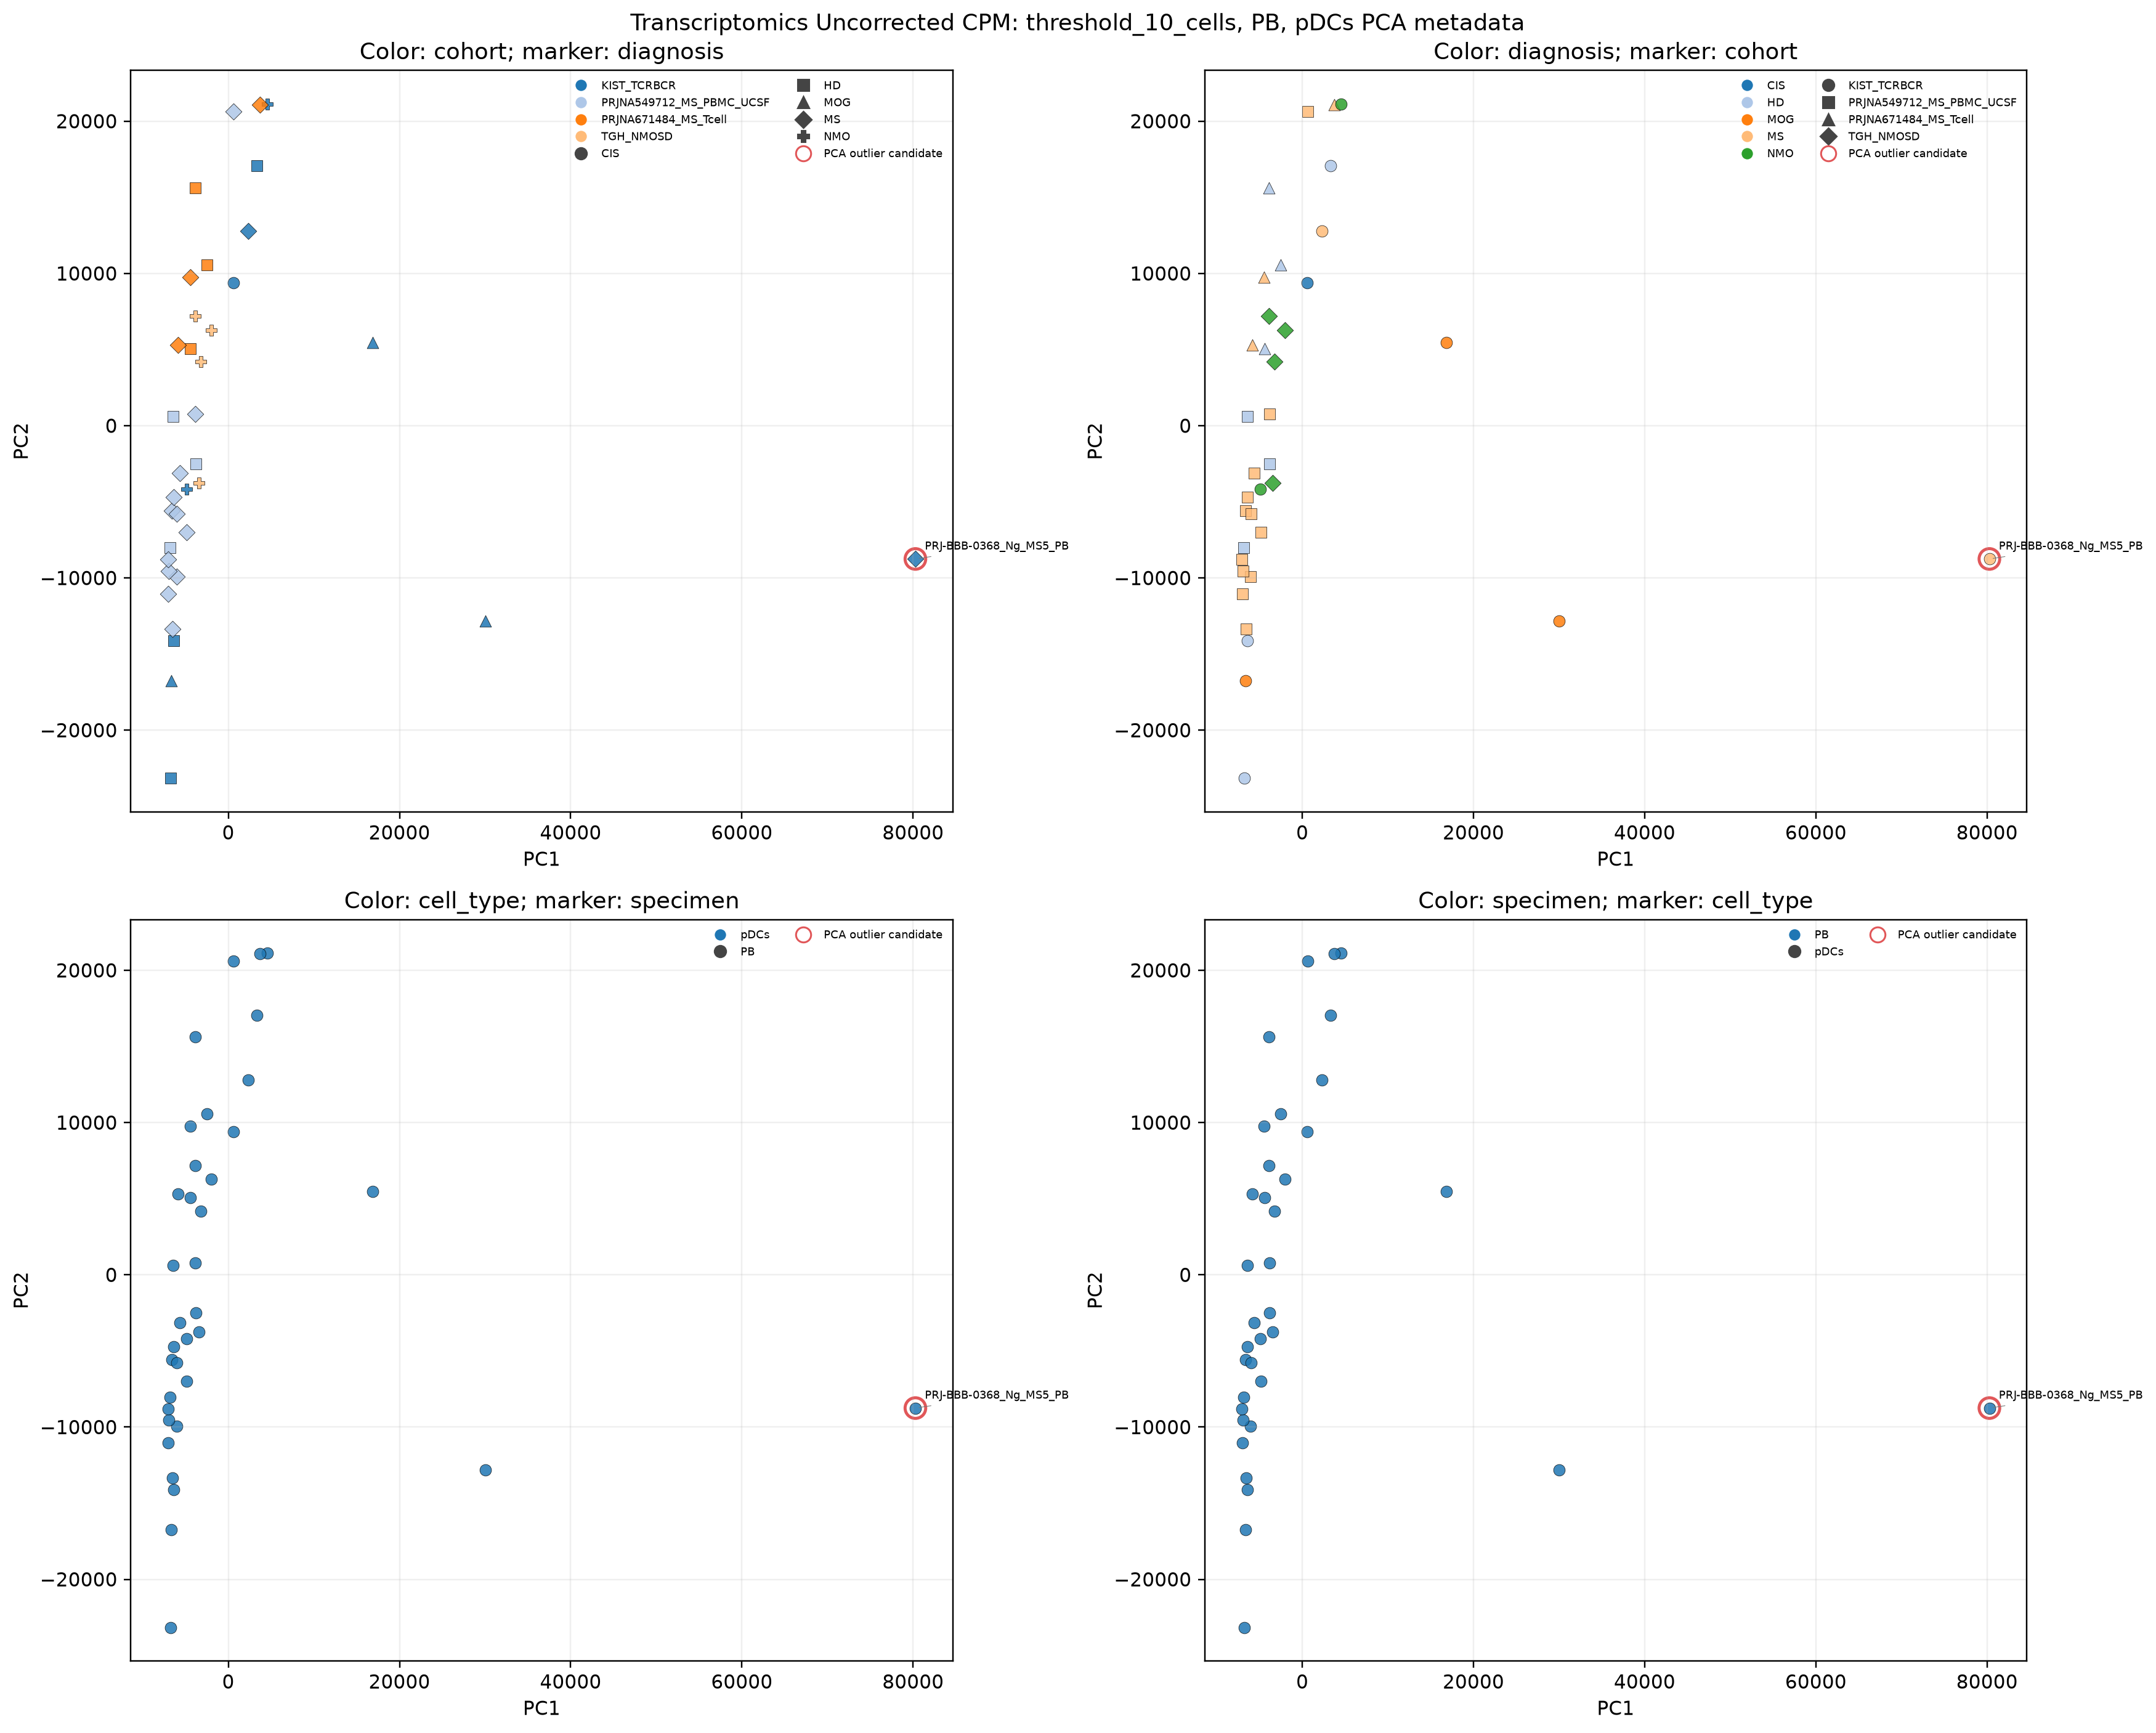 Transcriptomics Uncorrected CPM: threshold_10_cells, PB, pDCs PCA metadata
Color: cohort; marker: diagnosis
KIST_TCRBCR
PRJNA549712_MS_PBMC_UCSF
PRJNA671484_MS_Tcell
TGH_NMOSD
CIS
HD
MOG
MS
NMO
PCA outlier candidate
PRJ-BBB-0368_Ng_MS5_PB
20000
10000
0
−10000
−20000
PC2
0
20000
40000
60000
80000
PC1
Color: diagnosis; marker: cohort
CIS
HD
MOG
MS
NMO
KIST_TCRBCR
PRJNA549712_MS_PBMC_UCSF
PRJNA671484_MS_Tcell
TGH_NMOSD
PCA outlier candidate
PRJ-BBB-0368_Ng_MS5_PB
20000
10000
0
−10000
−20000
PC2
0
20000
40000
60000
80000
PC1
Color: cell_type; marker: specimen
pDCs
PB
PCA outlier candidate
PRJ-BBB-0368_Ng_MS5_PB
20000
10000
0
−10000
−20000
PC2
0
20000
40000
60000
80000
PC1
Color: specimen; marker: cell_type
PB
pDCs
PCA outlier candidate
PRJ-BBB-0368_Ng_MS5_PB
20000
10000
0
−10000
−20000
PC2
0
20000
40000
60000
80000
PC1